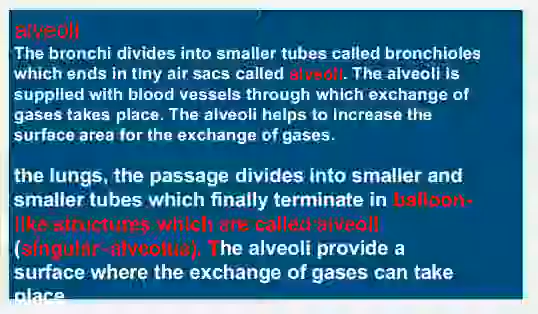 alveoli
The bronchi divides into smaller tubes called bronchioles
which ends in tiny air sacs called alveoli. The alveoli is
supplied with blood vessels through which exchange of
gases takes place. The alveoli helps to increase the
surface area for the exchange of gases.
the lungs, the passage divides into smaller and
smaller tubes which finally terminate in balloon-
like structures which are called alveoli
(singular–alveolus). The alveoli provide a
surface where the exchange of gases can take
place